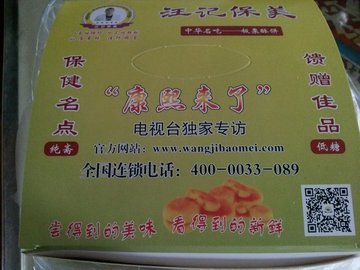 汪记保美
中华名吃——板栗酥饼
保健名点
纯斋
馈赠佳品
低糖
“康熙来了”
电视台独家专访
官方网站：www.wangjibaomei.com
全国连锁电话：400-0033-089
尝得到的美味 看得到的新鲜